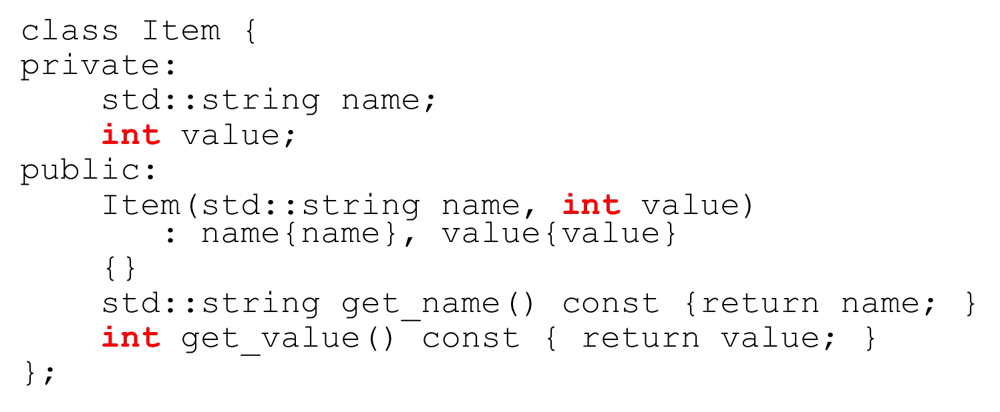 class Item {
private:
    std::string name;
    int value;
public:
    Item(std::string name, int value)
       : name{name}, value{value}
    {}
    std::string get_name() const {return name; }
    int get_value() const { return value; }
};